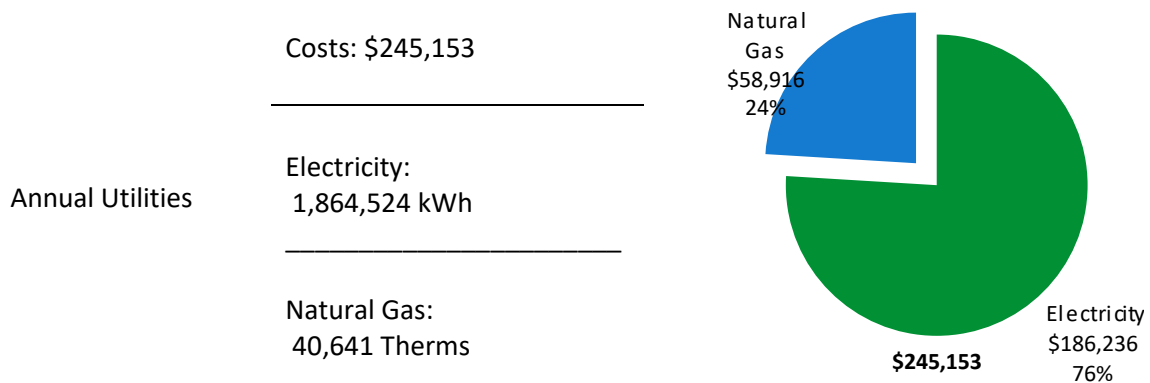 Annual Utilities
Costs: $245,153
Electricity:
1,864,524 kWh
Natural Gas:
40,641 Therms
Natural
Gas
$58,916
24%
Electricity
$186,236
76%
$245,153